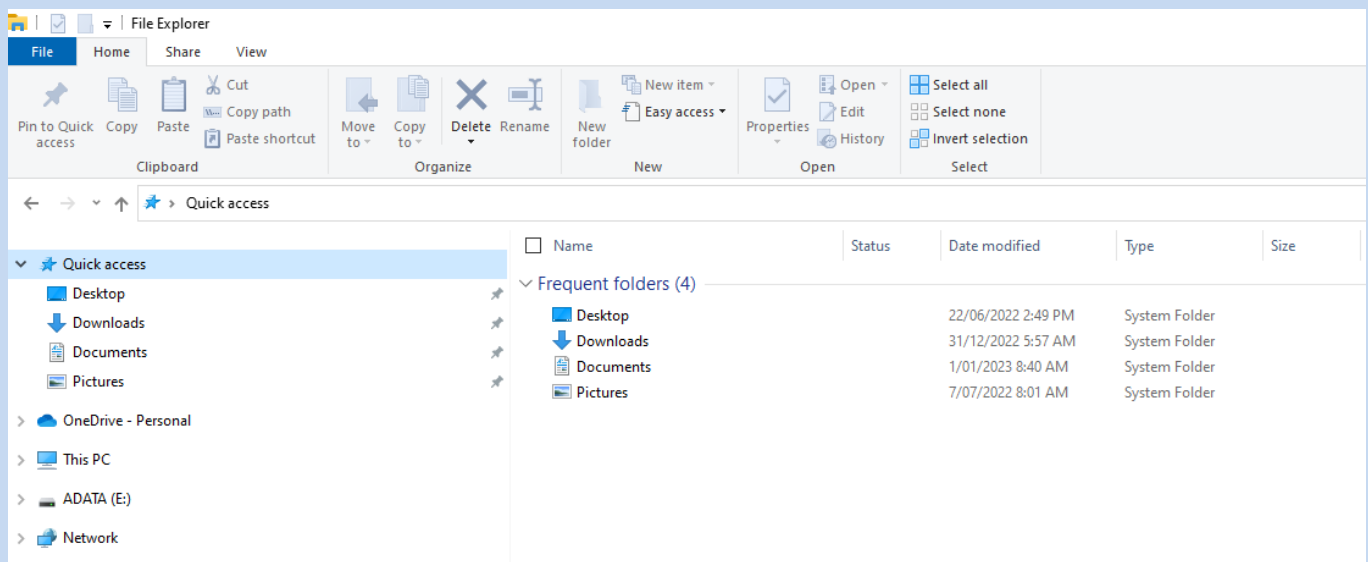 File Explorer
File Home Share View
Pin to Quick access
Copy
Paste
Cut
Copy path
Paste shortcut
Clipboard
Move to
Copy to
Delete
Rename
Organize
New folder
New item
Easy access
New
Properties
Open
Edit
History
Open
Select all
Select none
Invert selection
Select
Quick access
Quick access
Desktop
Downloads
Documents
Pictures
OneDrive - Personal
This PC
ADATA (E:)
Network
Name Status Date modified Type Size
Frequent folders (4)
Desktop 22/06/2022 2:49 PM System Folder
Downloads 31/12/2022 5:57 AM System Folder
Documents 1/01/2023 8:40 AM System Folder
Pictures 7/07/2022 8:01 AM System Folder